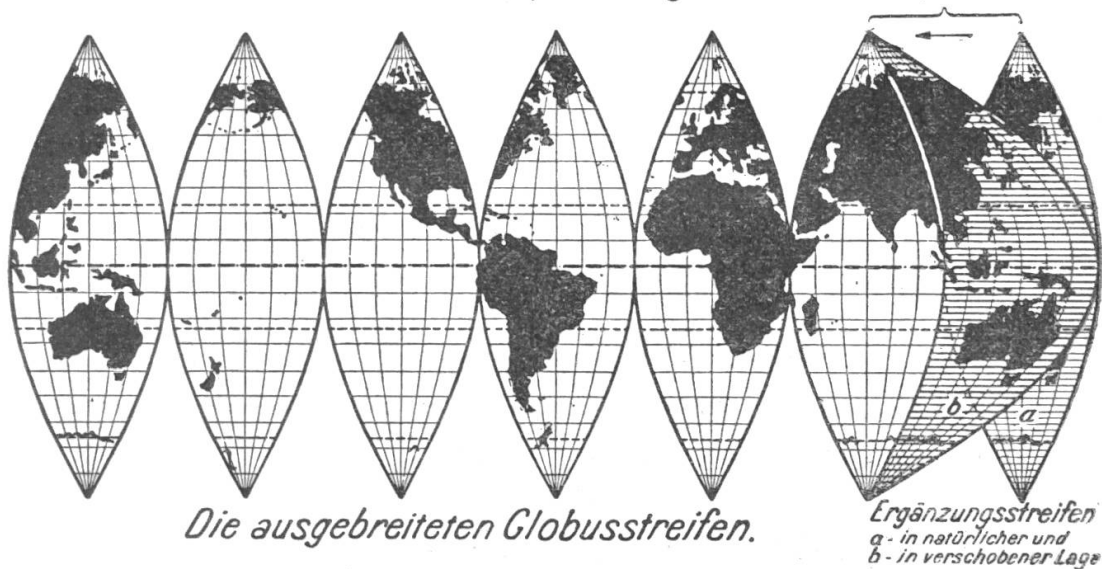 b
a
Die ausgebreiteten Globusstreifen.
Ergänzungsstreifen
a - in natürlicher und
b - in verschobener Lage